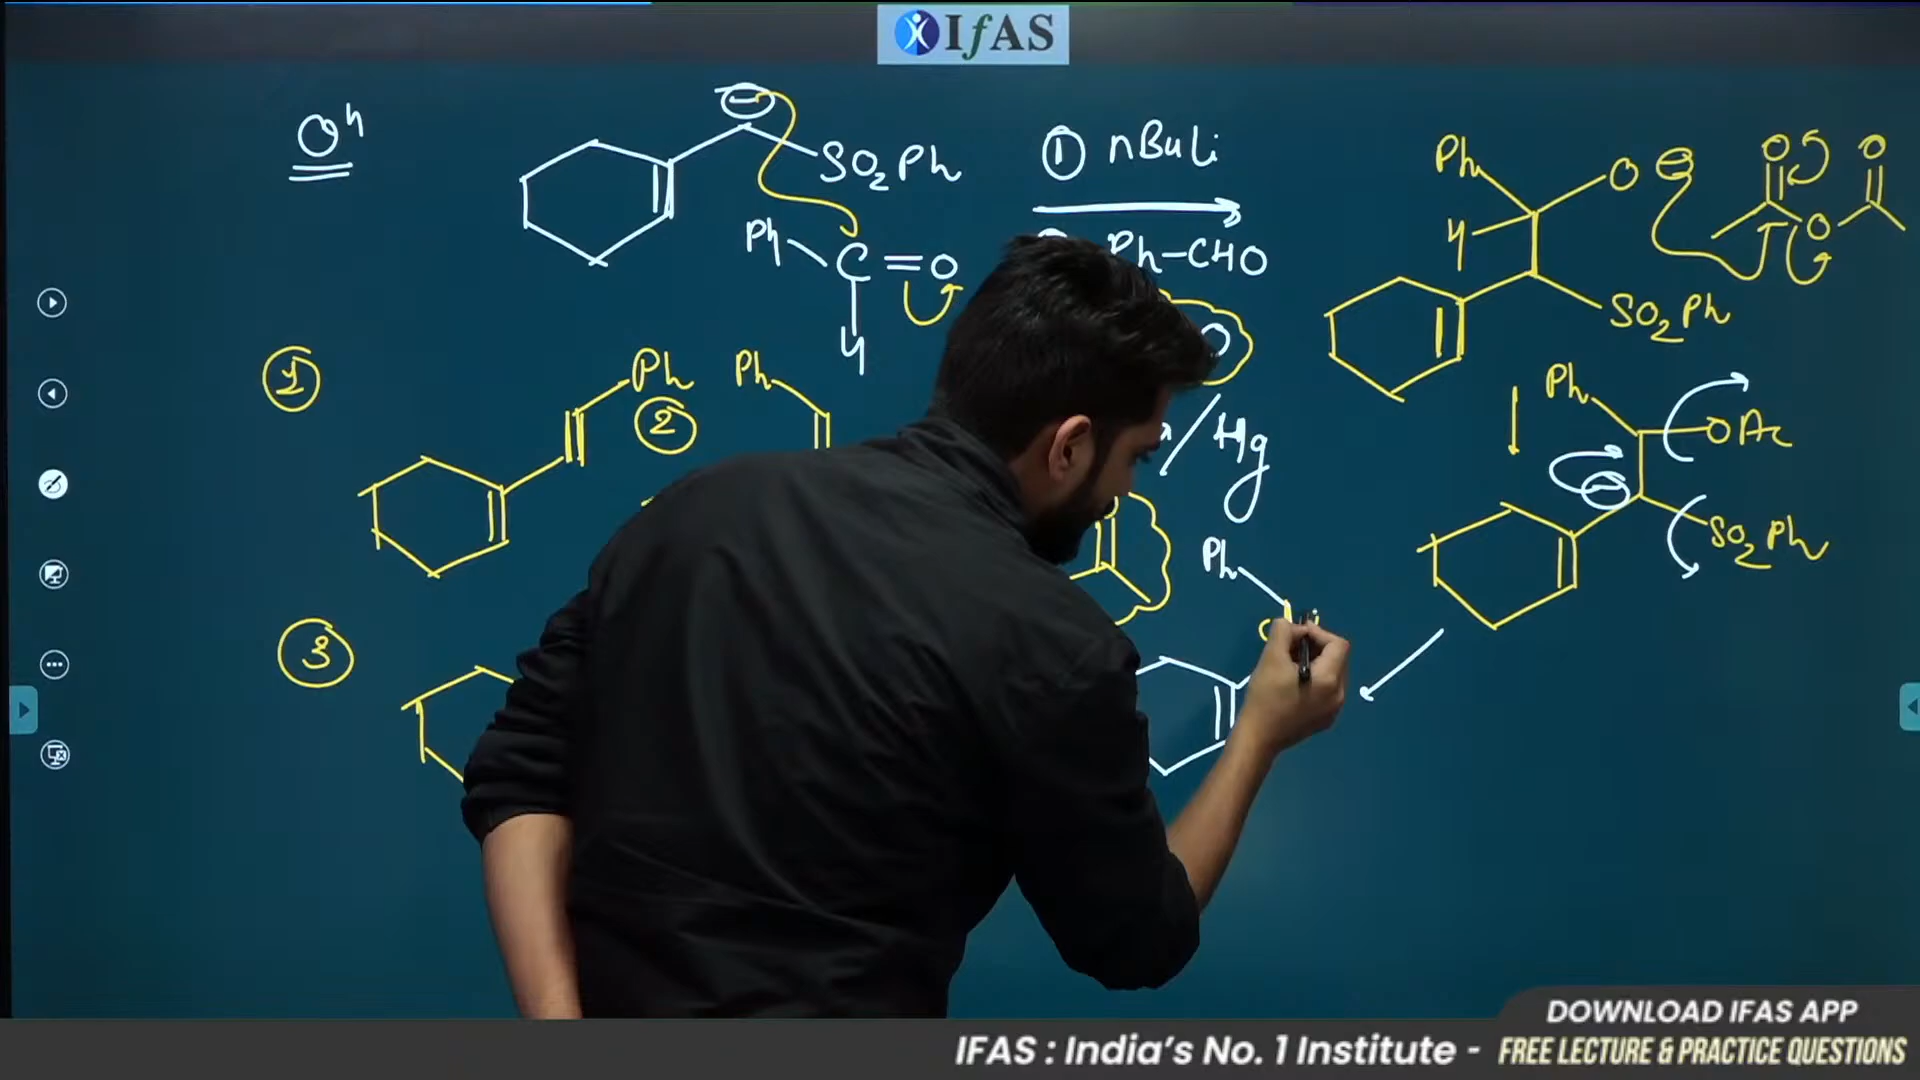 IfAS
Qʰ
SO₂Ph
① nBuli
Ph
C=O
H
Ph-CHO
Ph
H
O ⊖
O
O
O
SO₂Ph
①
Ph
②
Ph
Hg
Ph
OAc
SO₂Ph
Ph
③
DOWNLOAD IFAS APP
IFAS : India's No. 1 Institute - FREE LECTURE & PRACTICE QUESTIONS